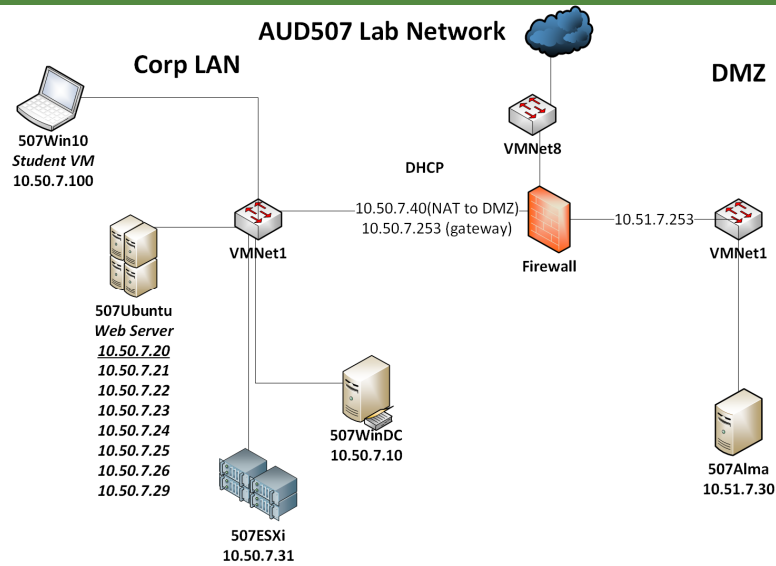 AUD507 Lab Network
Corp LAN
DMZ
507Win10
Student VM
10.50.7.100
VMNet8
DHCP
10.50.7.40(NAT to DMZ)
10.50.7.253 (gateway)
10.51.7.253
VMNet1
Firewall
VMNet1
507Ubuntu
Web Server
10.50.7.20
10.50.7.21
10.50.7.22
10.50.7.23
10.50.7.24
10.50.7.25
10.50.7.26
10.50.7.29
507WinDC
10.50.7.10
507Alma
10.51.7.30
507ESXi
10.50.7.31